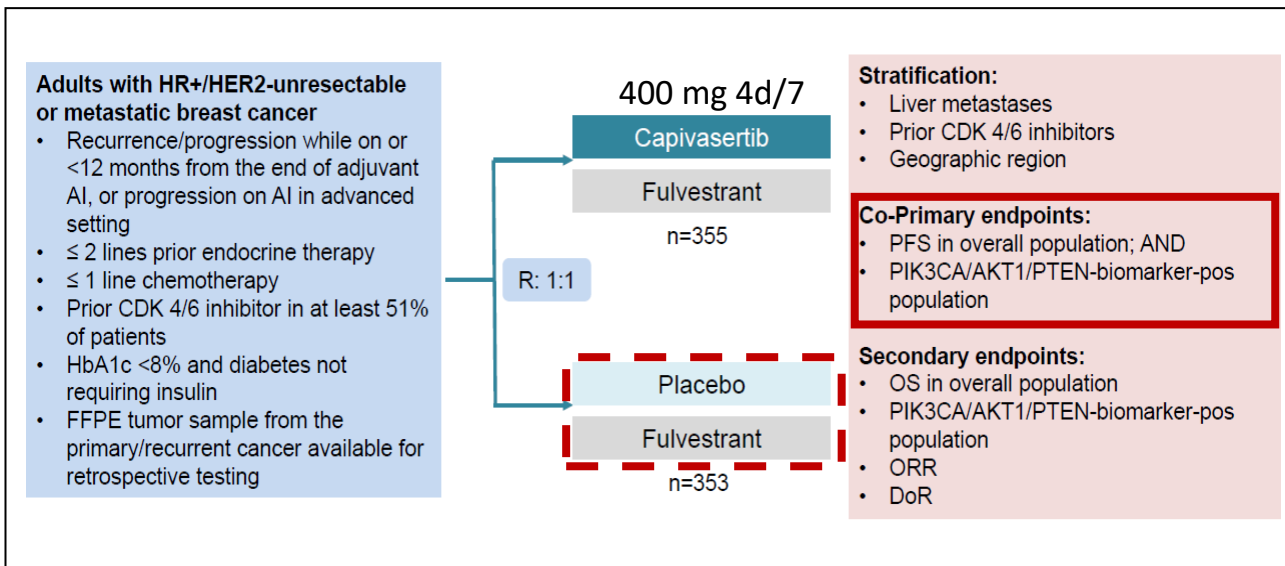 Adults with HR+/HER2-unresectable
or metastatic breast cancer
• Recurrence/progression while on or
<12 months from the end of adjuvant
AI, or progression on AI in advanced
setting
• ≤ 2 lines prior endocrine therapy
• ≤ 1 line chemotherapy
• Prior CDK 4/6 inhibitor in at least 51%
of patients
• HbA1c <8% and diabetes not
requiring insulin
• FFPE tumor sample from the
primary/recurrent cancer available for
retrospective testing
R: 1:1
400 mg 4d/7
Capivasertib
Fulvestrant
n=355
Placebo
Fulvestrant
n=353
Stratification:
• Liver metastases
• Prior CDK 4/6 inhibitors
• Geographic region
Co-Primary endpoints:
• PFS in overall population; AND
• PIK3CA/AKT1/PTEN-biomarker-pos
population
Secondary endpoints:
• OS in overall population
• PIK3CA/AKT1/PTEN-biomarker-pos
population
• ORR
• DoR